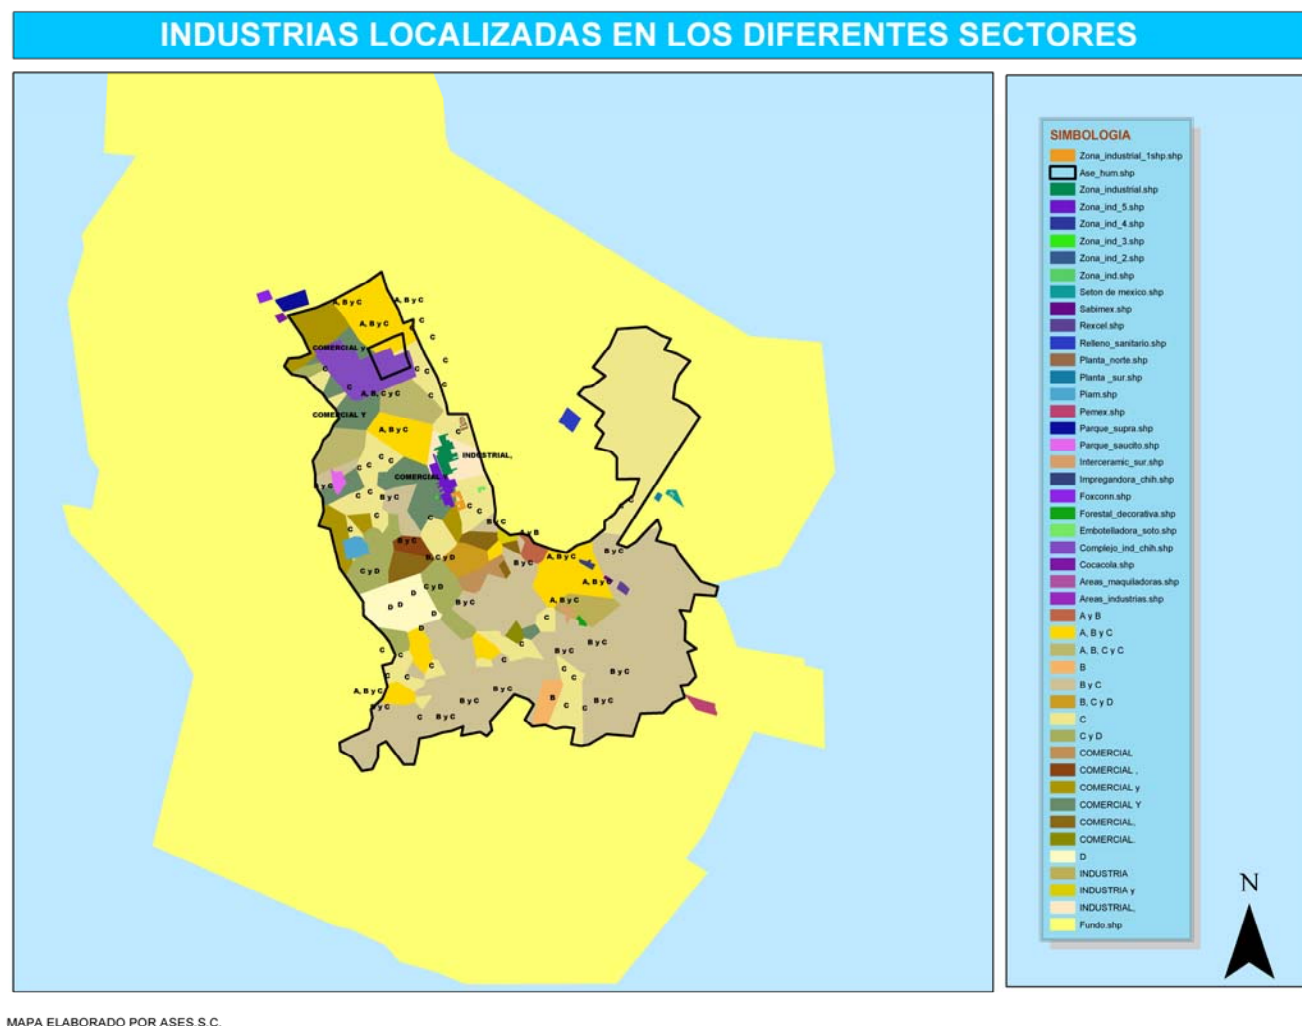 INDUSTRIAS LOCALIZADAS EN LOS DIFERENTES SECTORES
A, B y C
A, B y C
A, B y C
C
C
COMERCIAL y
C
C
C
C
C
C
A, B, C y C
C
COMERCIAL Y
A, B y C
C
INDUSTRIAL,
C
C
C
C
COMERCIAL Y
B y C
C
C
B y C
C
C
C
C
C
B y C
C
A y B
B y C
B, C y D
A, B y C
B y C
B y C
C y D
A, B y C
C y D
D
D
D
B y C
A, B y C
D
C
D
C
B y C
C
C
B y C
C
C
C
B y C
C
C
C
A, B y C
B y C
B
B y C
B y C
C
C
B y C
C
B y C
SIMBOLOGIA
Zona_industrial_1shp.shp
Ase_hum.shp
Zona_industrial.shp
Zona_ind_5.shp
Zona_ind_4.shp
Zona_ind_3.shp
Zona_ind_2.shp
Zona_ind.shp
Seton de mexico.shp
Sabimex.shp
Rexcel.shp
Relleno_sanitario.shp
Planta_norte.shp
Planta _sur.shp
Piam.shp
Pemex.shp
Parque_supra.shp
Parque_saucito.shp
Interceramic_sur.shp
Impregandora_chih.shp
Foxconn.shp
Forestal_decorativa.shp
Embotelladora_soto.shp
Complejo_ind_chih.shp
Cocacola.shp
Areas_maquiladoras.shp
Areas_industrias.shp
A y B
A, B y C
A, B, C y C
B
B y C
B, C y D
C
C y D
COMERCIAL
COMERCIAL ,
COMERCIAL y
COMERCIAL Y
COMERCIAL,
COMERCIAL.
D
INDUSTRIA
INDUSTRIA y
INDUSTRIAL,
Fundo.shp
N
MAPA ELABORADO POR ASES,S.C.